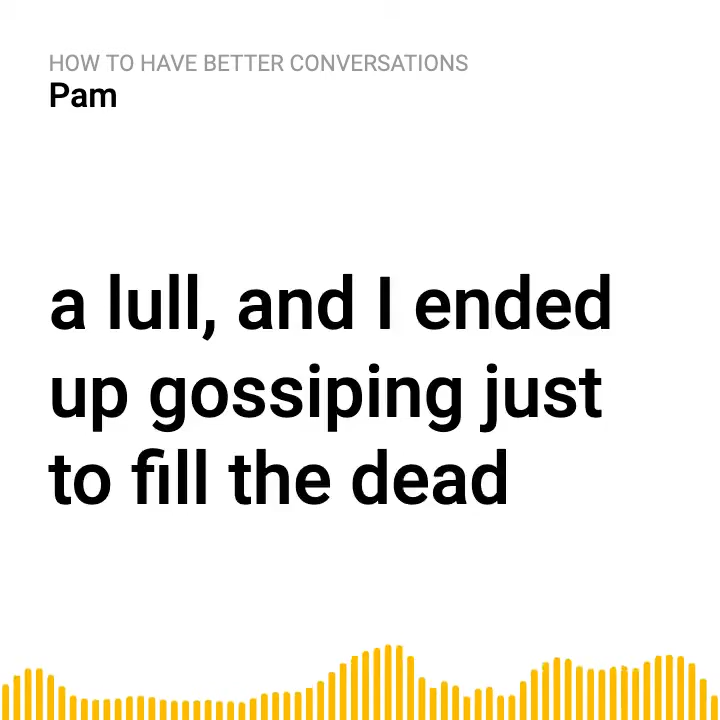 HOW TO HAVE BETTER CONVERSATIONS
Pam
a lull, and I ended
up gossiping just
to fill the dead